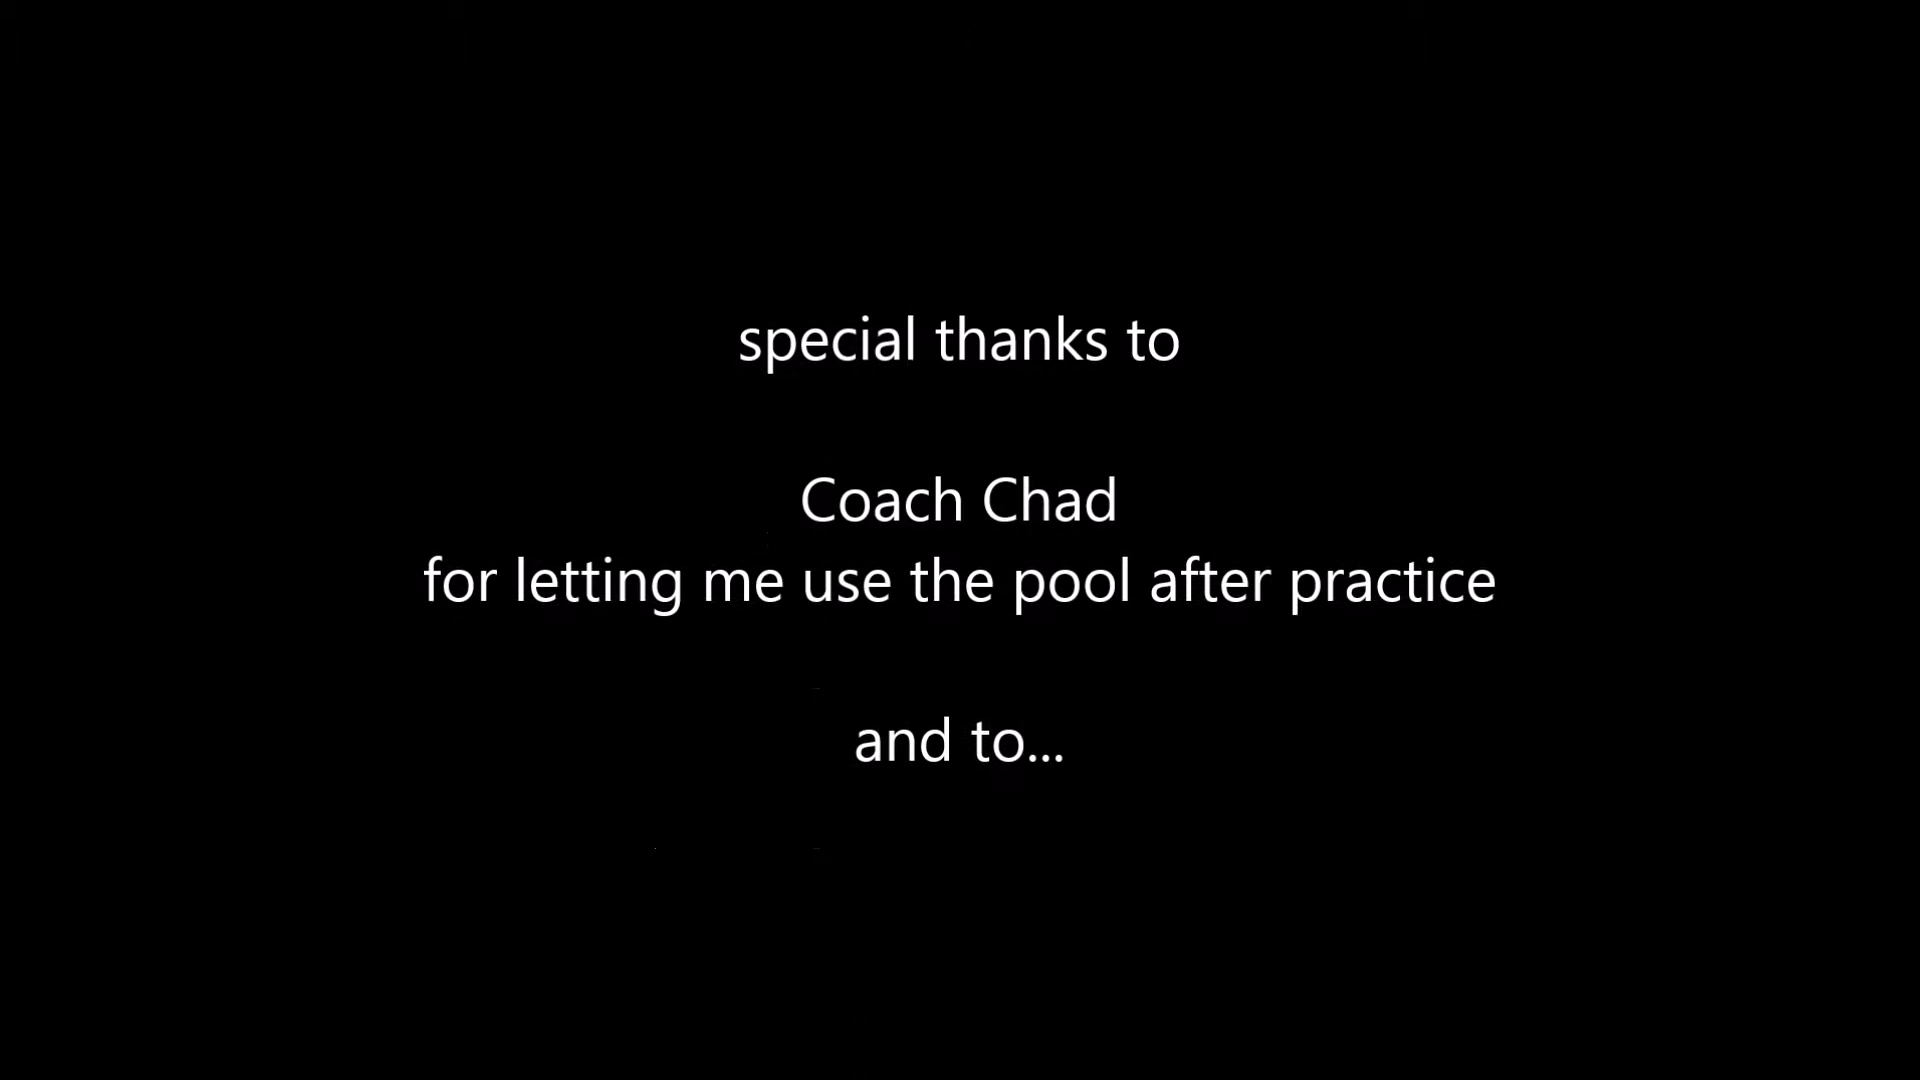 special thanks to
Coach Chad
for letting me use the pool after practice
and to...